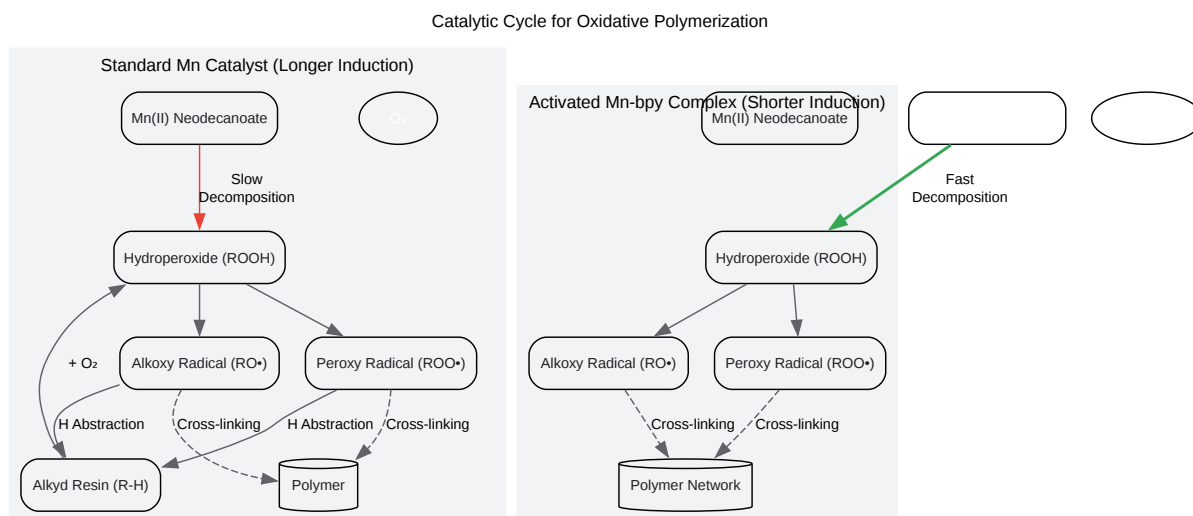 Catalytic Cycle for Oxidative Polymerization
Standard Mn Catalyst (Longer Induction)
Mn(II) Neodecanoate
O₂
Slow
Decomposition
Hydroperoxide (ROOH)
+ O₂
Alkoxy Radical (RO•)
Peroxy Radical (ROO•)
H Abstraction
Cross-linking
H Abstraction
Cross-linking
Alkyd Resin (R-H)
Polymer
Activated Mn-bpy Complex (Shorter Induction)
Mn(II) Neodecanoate
Fast
Decomposition
Hydroperoxide (ROOH)
Alkoxy Radical (RO•)
Peroxy Radical (ROO•)
Cross-linking
Cross-linking
Polymer Network